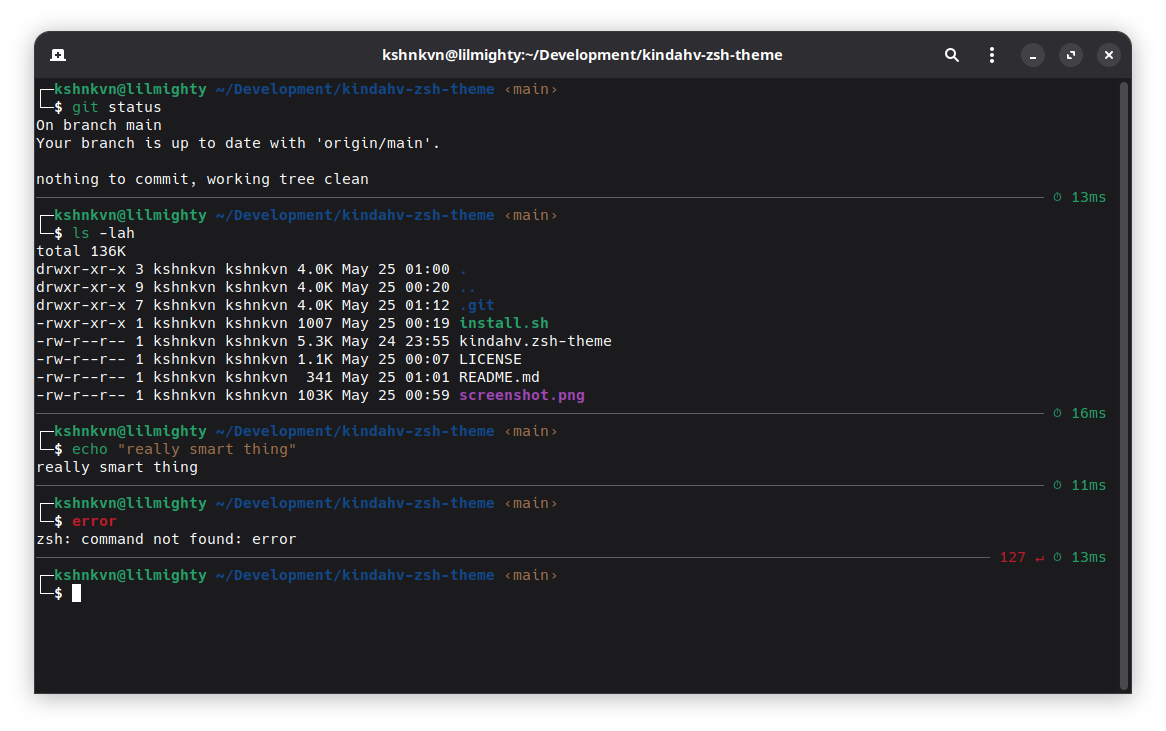 kshnkvn@lilmighty:~/Development/kindahv-zsh-theme
┌─kshnkvn@lilmighty ~/Development/kindahv-zsh-theme ‹main›
└─$ git status
On branch main
Your branch is up to date with 'origin/main'.
nothing to commit, working tree clean
⏱ 13ms
┌─kshnkvn@lilmighty ~/Development/kindahv-zsh-theme ‹main›
└─$ ls -lah
total 136K
drwxr-xr-x 3 kshnkvn kshnkvn 4.0K May 25 01:00 .
drwxr-xr-x 9 kshnkvn kshnkvn 4.0K May 25 00:20 ..
drwxr-xr-x 7 kshnkvn kshnkvn 4.0K May 25 01:12 .git
-rwxr-xr-x 1 kshnkvn kshnkvn 1007 May 25 00:19 install.sh
-rw-r--r-- 1 kshnkvn kshnkvn 5.3K May 24 23:55 kindahv.zsh-theme
-rw-r--r-- 1 kshnkvn kshnkvn 1.1K May 25 00:07 LICENSE
-rw-r--r-- 1 kshnkvn kshnkvn  341 May 25 01:01 README.md
-rw-r--r-- 1 kshnkvn kshnkvn 103K May 25 00:59 screenshot.png
⏱ 16ms
┌─kshnkvn@lilmighty ~/Development/kindahv-zsh-theme ‹main›
└─$ echo "really smart thing"
really smart thing
⏱ 11ms
┌─kshnkvn@lilmighty ~/Development/kindahv-zsh-theme ‹main›
└─$ error
zsh: command not found: error
127 ↵ ⏱ 13ms
┌─kshnkvn@lilmighty ~/Development/kindahv-zsh-theme ‹main›
└─$